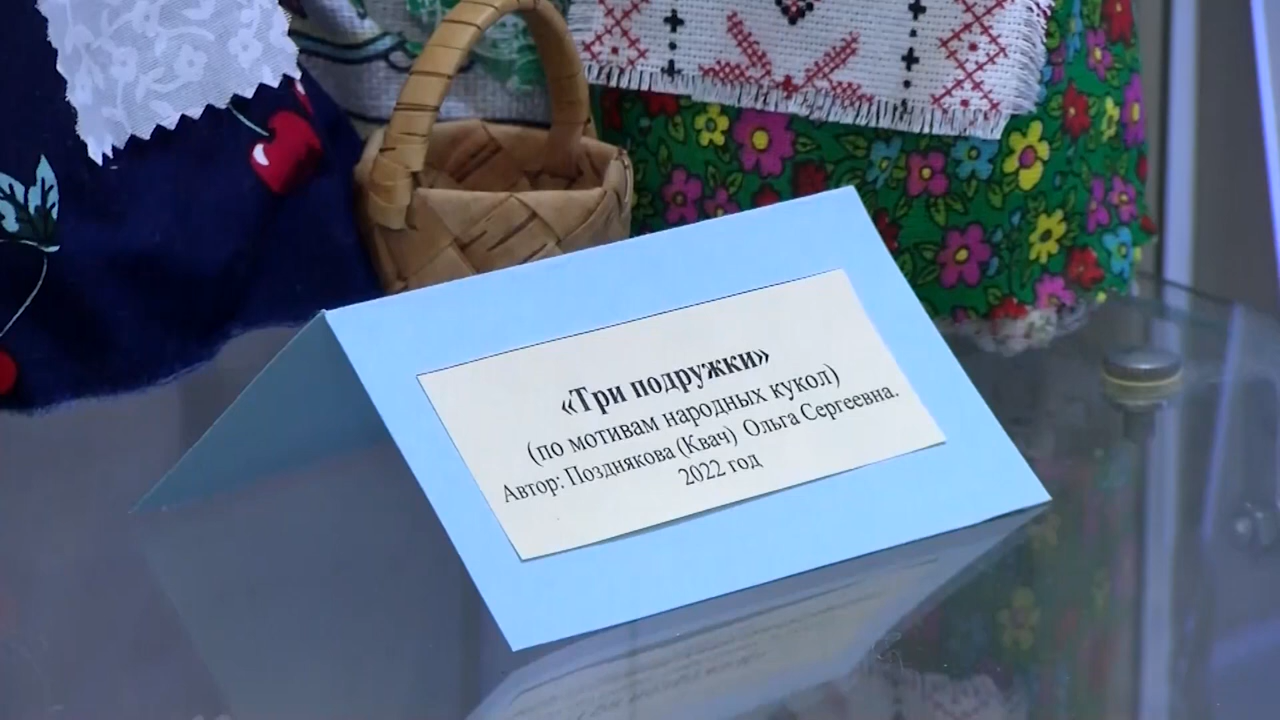 «Три подружки»
(по мотивам народных кукол)
Автор: Позднякова (Квач) Ольга Сергеевна.
2022 год